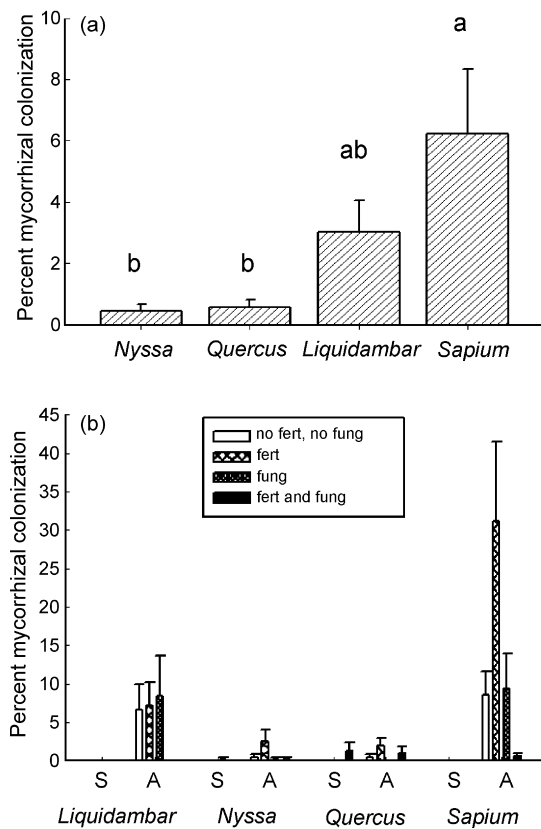 (a)
Percent mycorrhizal colonization
10
8
6
4
2
0
b
b
ab
a
Nyssa Quercus Liquidambar Sapium
(b)
Percent mycorrhizal colonization
45
40
35
30
25
20
15
10
5
0
no fert, no fung
fert
fung
fert and fung
S A S A S A S A
Liquidambar Nyssa Quercus Sapium